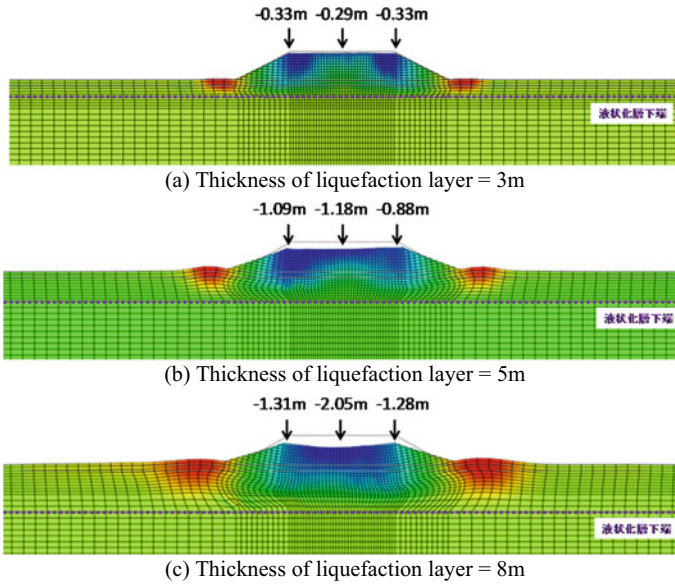 -0.33m -0.29m -0.33m
液状化層下端
(a) Thickness of liquefaction layer = 3m
-1.09m -1.18m -0.88m
液状化層下端
(b) Thickness of liquefaction layer = 5m
-1.31m -2.05m -1.28m
液状化層下端
(c) Thickness of liquefaction layer = 8m